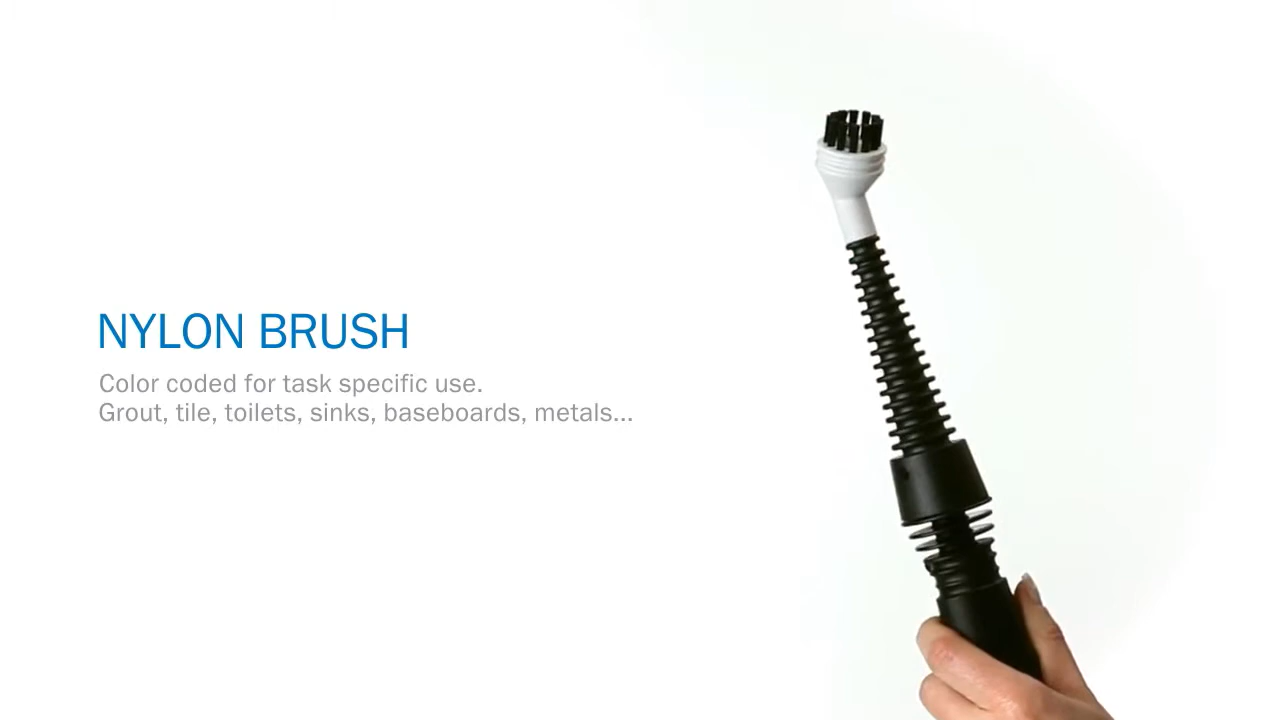 NYLON BRUSH
Color coded for task specific use.
Grout, tile, toilets, sinks, baseboards, metals...